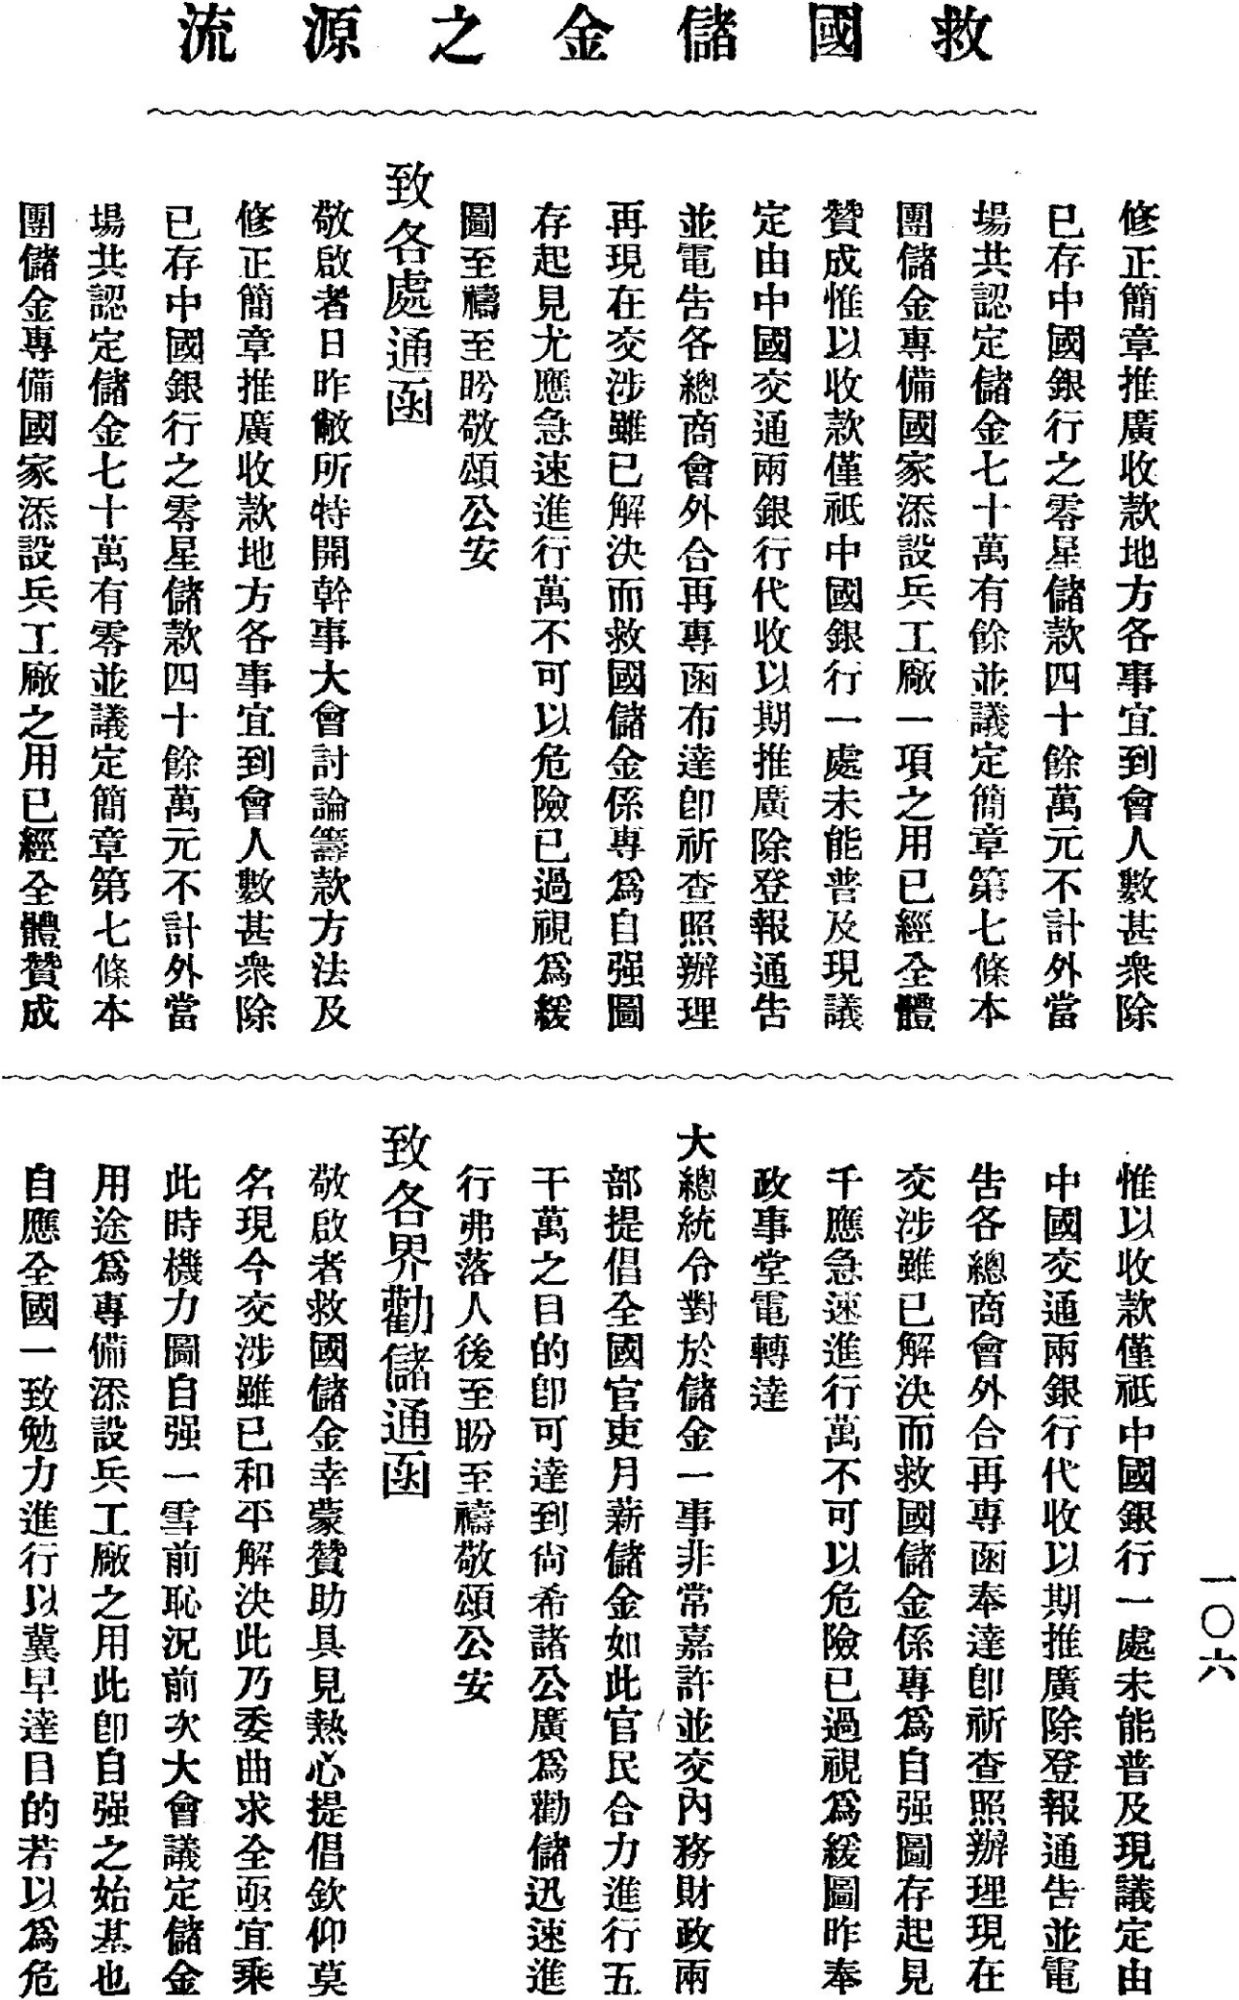 救國儲金之源流
修正簡章推廣收款地方各事宜到會人數甚衆除
已存中國銀行之零星儲款四十餘萬元不計外當
場共認定儲金七十萬有餘並議定簡章第七條本
團儲金專備國家添設兵工廠一項之用已經全體
贊成惟以收款僅祇中國銀行一處未能普及現議
定由中國交通兩銀行代收以期推廣除登報通告
並電吿各總商會外合再專函布達卽祈查照辦理
再現在交涉雖已解決而救國儲金係專爲自强圖
存起見尤應急速進行萬不可以危險已過視爲緩
圖至禱至盼敬頌公安
致各處通函
敬啟者日昨敝所特開幹事大會討論籌款方法及
修正簡章推廣收款地方各事宜到會人數甚衆除
已存中國銀行之零星儲款四十餘萬元不計外當
場共認定儲金七十萬有零並議定簡章第七條本
團儲金專備國家添設兵工廠之用已經全體贊成
惟以收款僅祇中國銀行一處未能普及現議定由
中國交通兩銀行代收以期推廣除登報通告並電
吿各總商會外合再專函奉達卽祈查照辦理現在
交涉雖已解決而救國儲金係專爲自强圖存起見
千應急速進行萬不可以危險已過視爲緩圖昨奉
政事堂電轉達
大總統令對於儲金一事非常嘉許並交內務財政兩
部提倡全國官吏月薪儲金如此官民合力進行五
千萬之目的卽可達到尙希諸公廣爲勸儲迅速進
行弗落人後至盼至禱敬頌公安
致各界勸儲通函
敬啟者救國儲金幸蒙贊助具見熱心提倡欽仰莫
名現今交涉雖已和平解決此乃委曲求全亟宜乘
此時機力圖自强一雪前恥況前次大會議定儲金
用途爲專備添設兵工廠之用此卽自强之始基也
自應全國一致勉力進行以冀早達目的若以爲危
一〇六